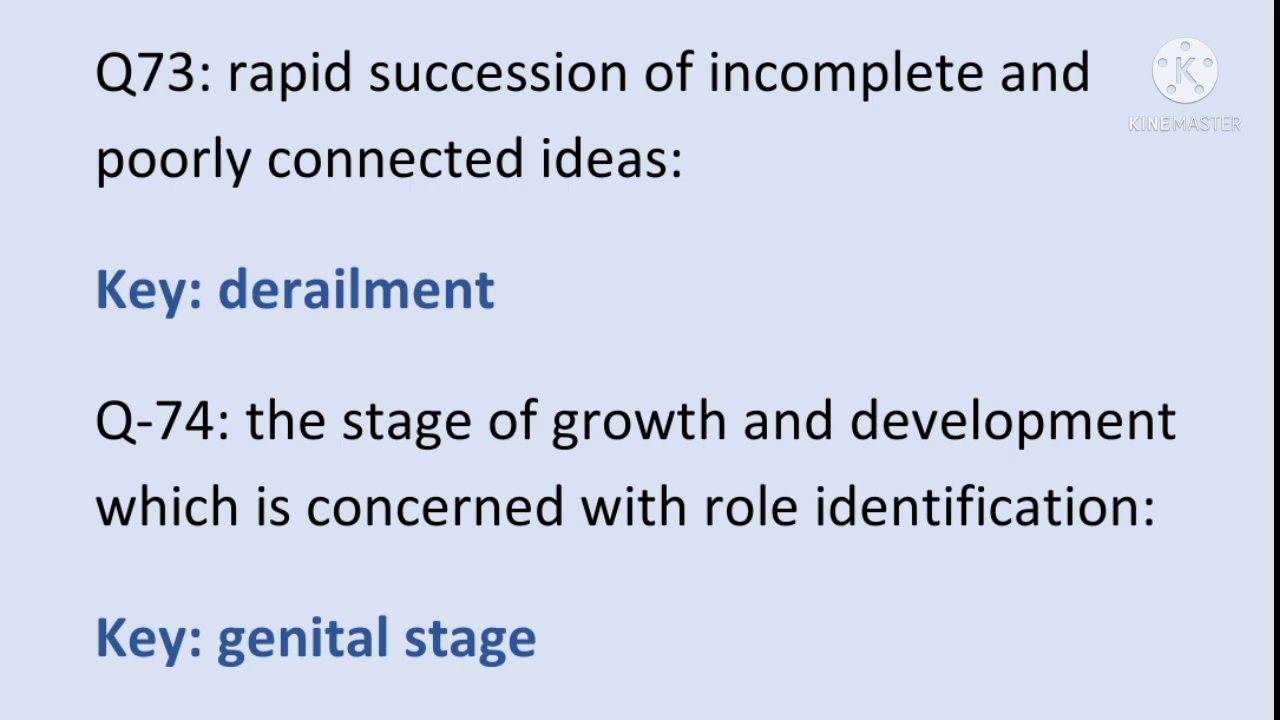 Q73: rapid succession of incomplete and
poorly connected ideas:
Key: derailment
Q-74: the stage of growth and development
which is concerned with role identification:
Key: genital stage
K
KINEMASTER